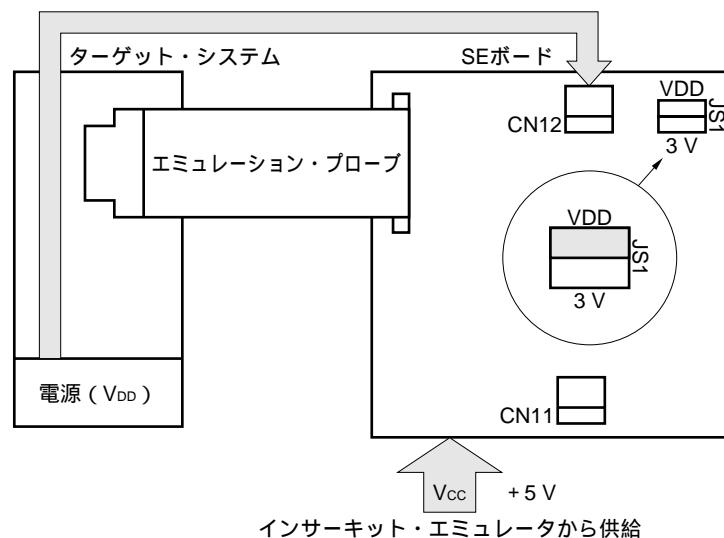 ターゲット・システム
SEボード
VDD
CN12
JS1
3 V
エミュレーション・プローブ
VDD
JS1
3 V
電源（VDD）
CN11
VCC
+5 V
インサーキット・エミュレータから供給